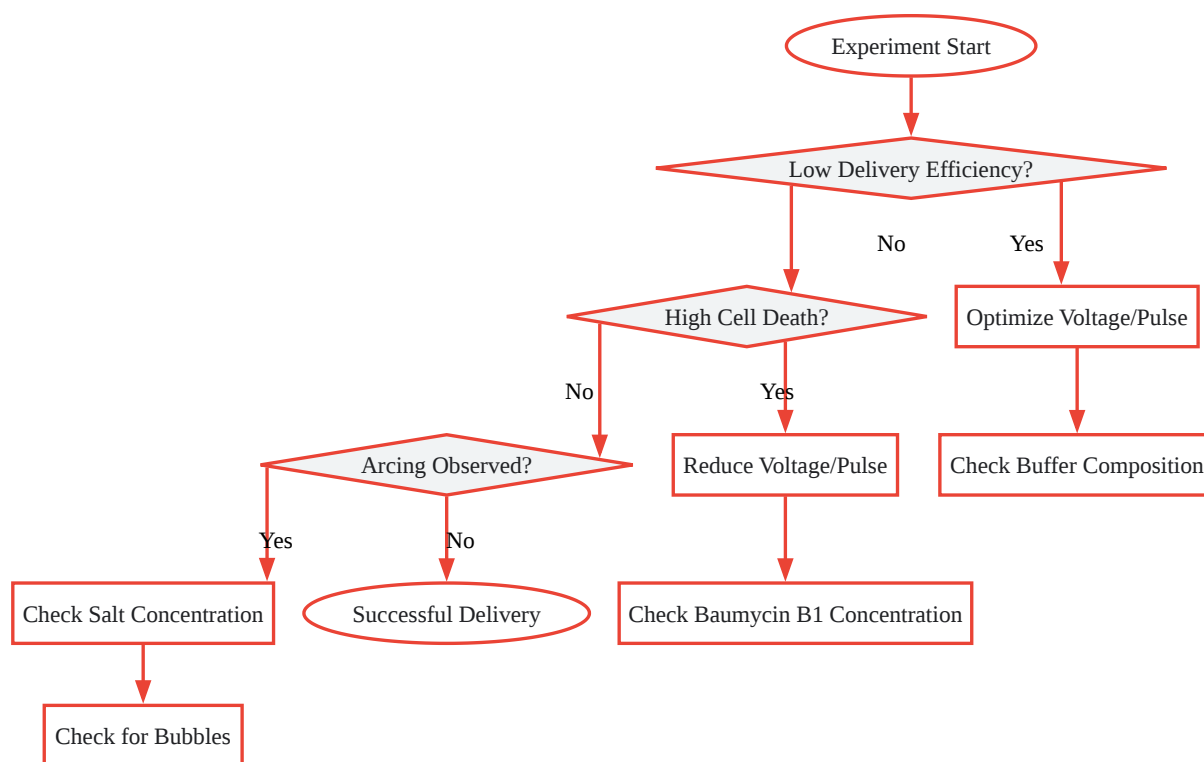 Experiment Start
Low Delivery Efficiency?
No
Yes
High Cell Death?
Optimize Voltage/Pulse
No
Yes
Arcing Observed?
Reduce Voltage/Pulse
Check Buffer Composition
Yes
No
Check Salt Concentration
Successful Delivery
Check Baumycin B1 Concentration
Check for Bubbles